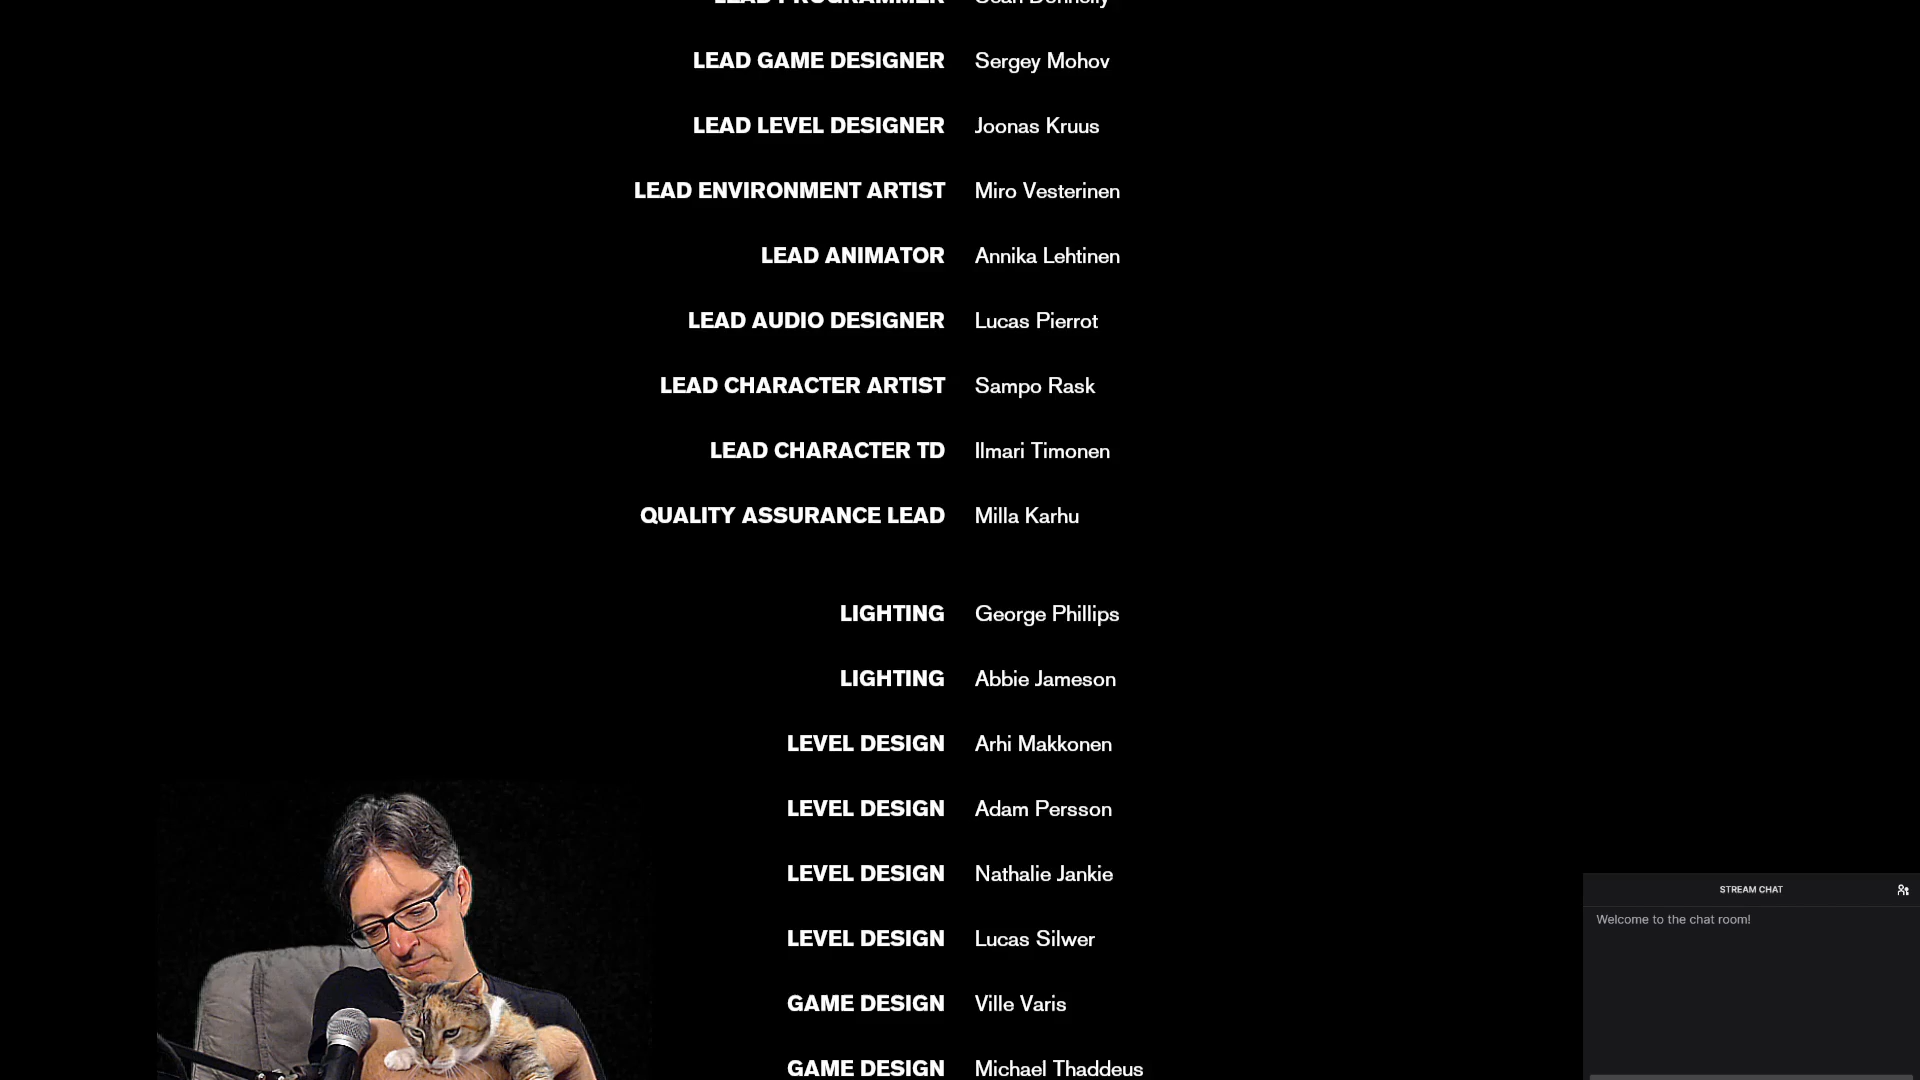 LEAD PROGRAMMER Sean Donnelly
LEAD GAME DESIGNER Sergey Mohov
LEAD LEVEL DESIGNER Joonas Kruus
LEAD ENVIRONMENT ARTIST Miro Vesterinen
LEAD ANIMATOR Annika Lehtinen
LEAD AUDIO DESIGNER Lucas Pierrot
LEAD CHARACTER ARTIST Sampo Rask
LEAD CHARACTER TD Ilmari Timonen
QUALITY ASSURANCE LEAD Milla Karhu
LIGHTING George Phillips
LIGHTING Abbie Jameson
LEVEL DESIGN Arhi Makkonen
LEVEL DESIGN Adam Persson
LEVEL DESIGN Nathalie Jankie
LEVEL DESIGN Lucas Silwer
GAME DESIGN Ville Varis
GAME DESIGN Michael Thaddeus
STREAM CHAT
Welcome to the chat room!